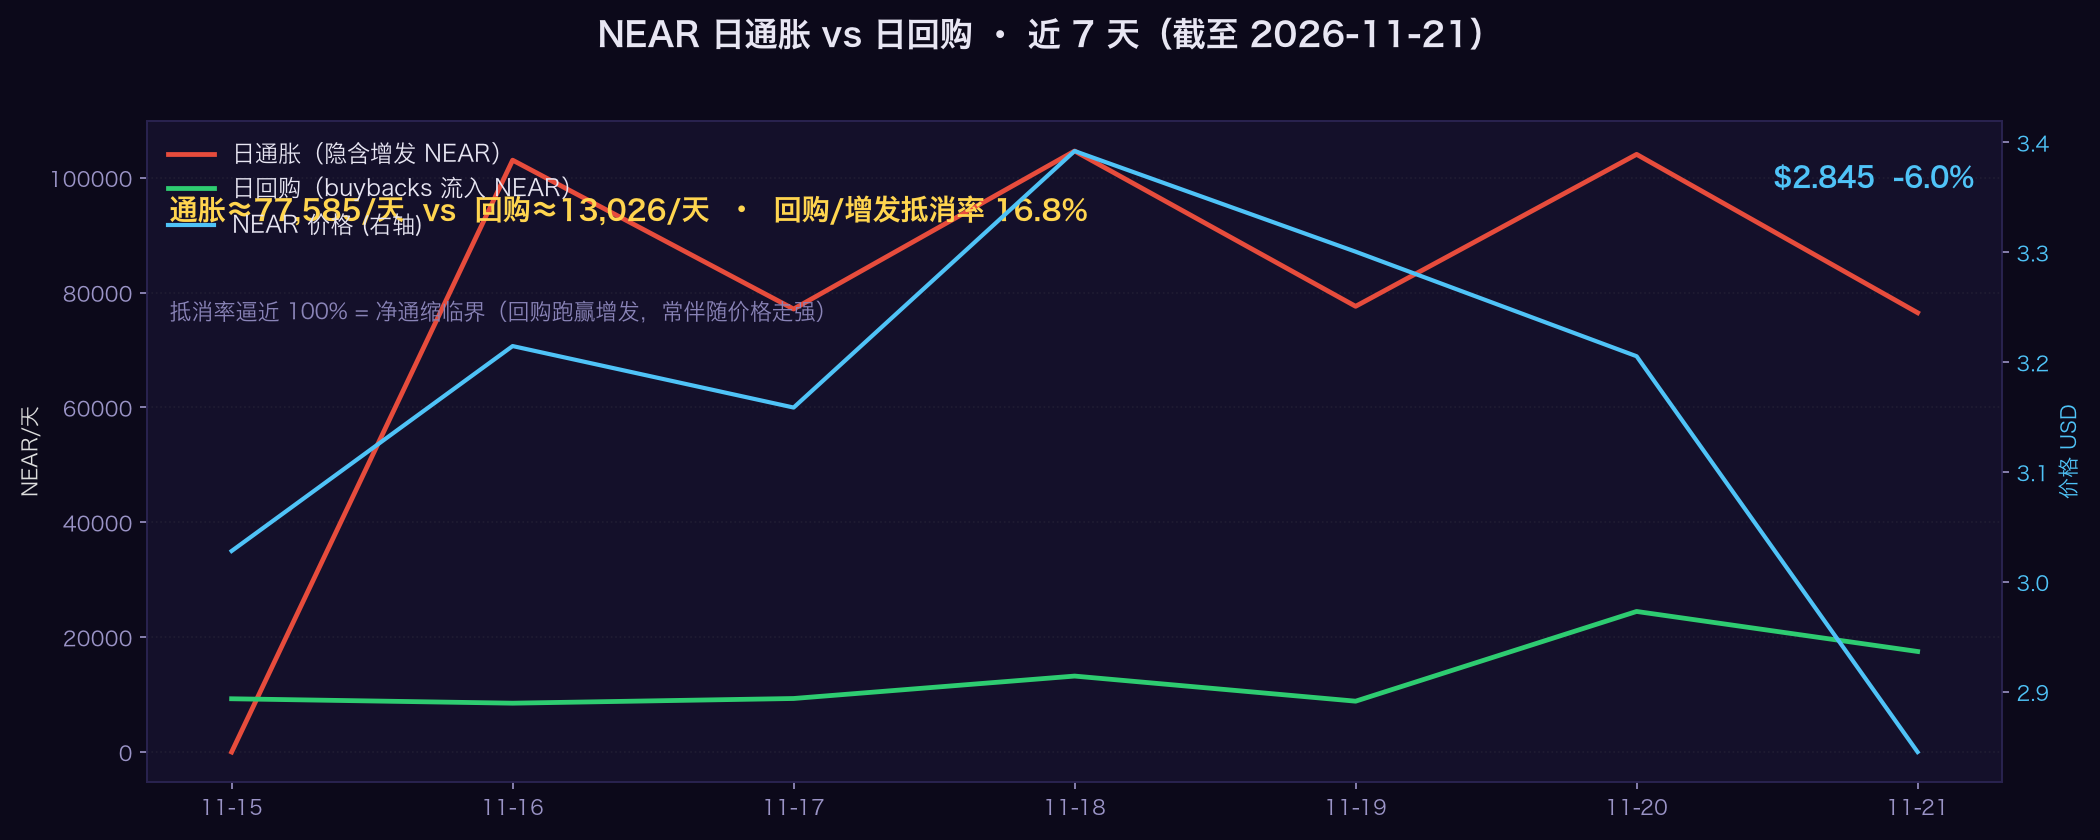 NEAR 日通胀 vs 日回购 · 近 7 天（截至 2026-11-21）
日通胀（隐含增发 NEAR）
日回购（buybacks 流入 NEAR）
通胀≈77,585/天 vs 回购≈13,026/天 · 回购/增发抵消率 16.8%
NEAR 价格 (右轴)
$2.845 -6.0%
抵消率逼近 100% = 净通缩临界（回购跑赢增发，常伴随价格走强）
NEAR/天
100000
80000
60000
40000
20000
0
3.4
3.3
3.2
3.1
3.0
2.9
价格 USD
11-15
11-16
11-17
11-18
11-19
11-20
11-21